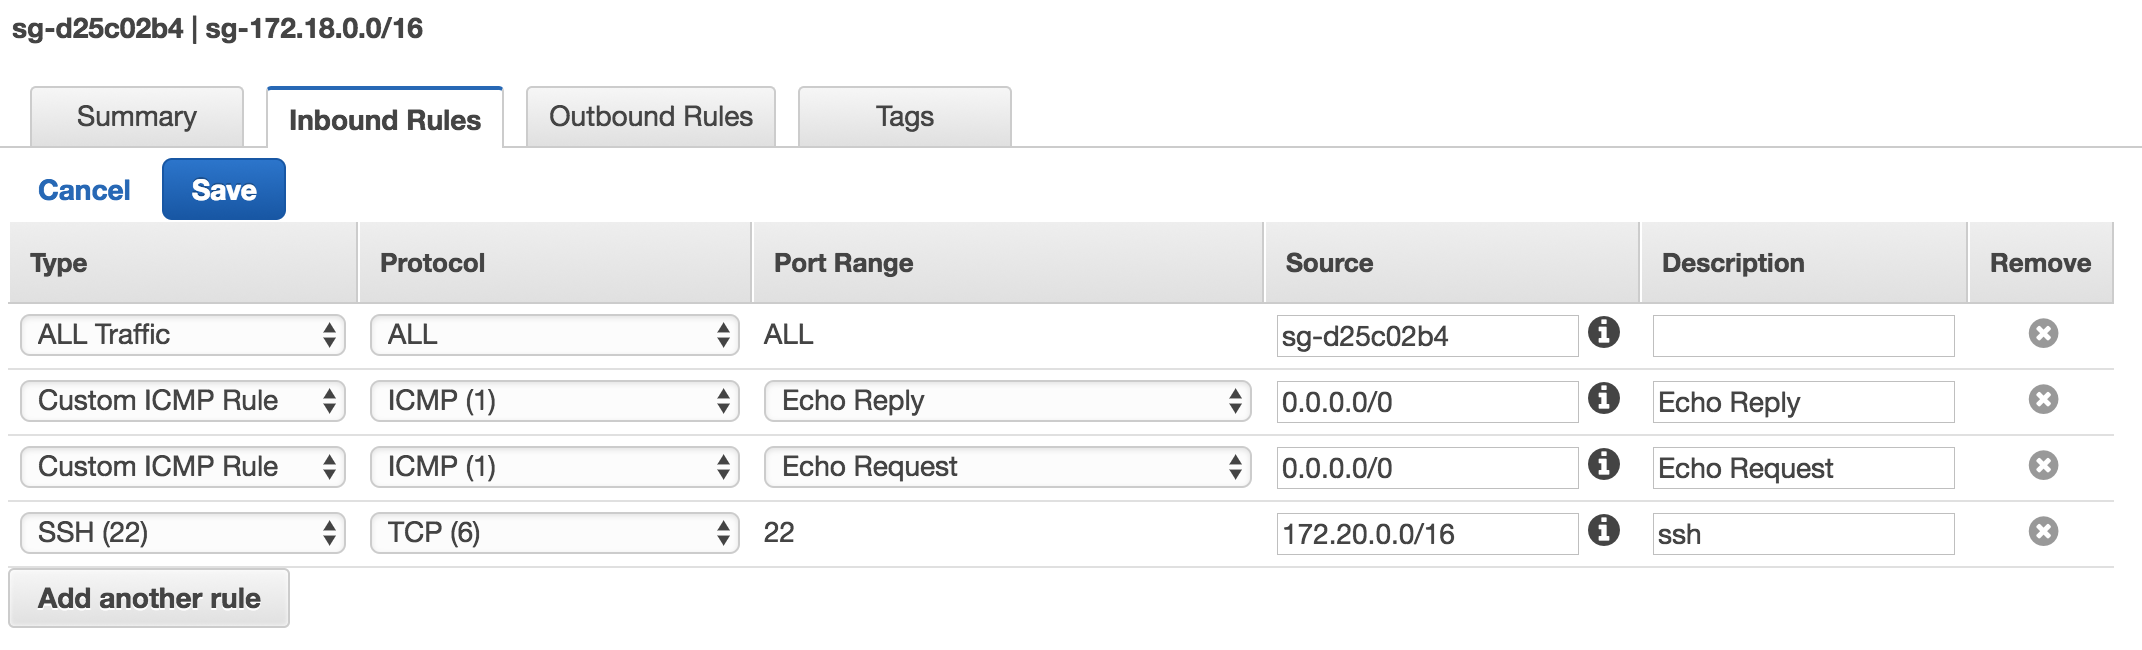 sg-d25c02b4 | sg-172.18.0.0/16
Summary Inbound Rules Outbound Rules Tags
Cancel Save
Type Protocol Port Range Source Description Remove
ALL Traffic ALL ALL sg-d25c02b4
Custom ICMP Rule ICMP (1) Echo Reply 0.0.0.0/0 Echo Reply
Custom ICMP Rule ICMP (1) Echo Request 0.0.0.0/0 Echo Request
SSH (22) TCP (6) 22 172.20.0.0/16 ssh
Add another rule